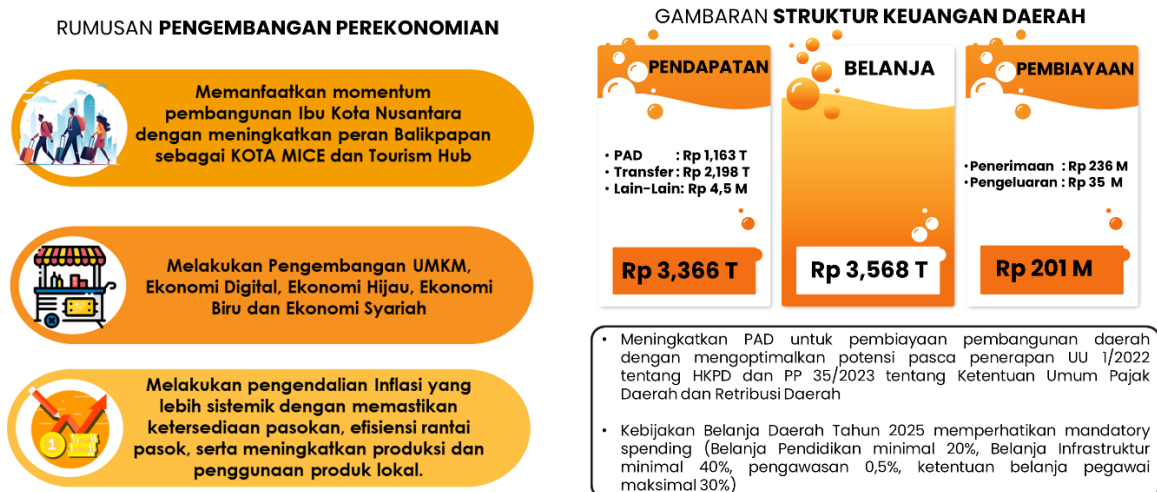 RUMUSAN PENGEMBANGAN PEREKONOMIAN
Memanfaatkan momentum
pembangunan Ibu Kota Nusantara
dengan meningkatkan peran Balikpapan
sebagai KOTA MICE dan Tourism Hub
Melakukan Pengembangan UMKM,
Ekonomi Digital, Ekonomi Hijau, Ekonomi
Biru dan Ekonomi Syariah
1
Melakukan pengendalian Inflasi yang
lebih sistemik dengan memastikan
ketersediaan pasokan, efisiensi rantai
pasok, serta meningkatkan produksi dan
penggunaan produk lokal.
GAMBARAN STRUKTUR KEUANGAN DAERAH
PENDAPATAN
• PAD : Rp 1,163 T
• Transfer: Rp 2,198 T
• Lain-Lain: Rp 4,5 M
Rp 3,366 T
BELANJA
Rp 3,568 T
PEMBIAYAAN
•Penerimaan : Rp 236 M
•Pengeluaran : Rp 35 M
Rp 201 M
• Meningkatkan PAD untuk pembiayaan pembangunan daerah
dengan mengoptimalkan potensi pasca penerapan UU 1/2022
tentang HKPD dan PP 35/2023 tentang Ketentuan Umum Pajak
Daerah dan Retribusi Daerah
• Kebijakan Belanja Daerah Tahun 2025 memperhatikan mandatory
spending (Belanja Pendidikan minimal 20%, Belanja Infrastruktur
minimal 40%, pengawasan 0,5%, ketentuan belanja pegawai
maksimal 30%)